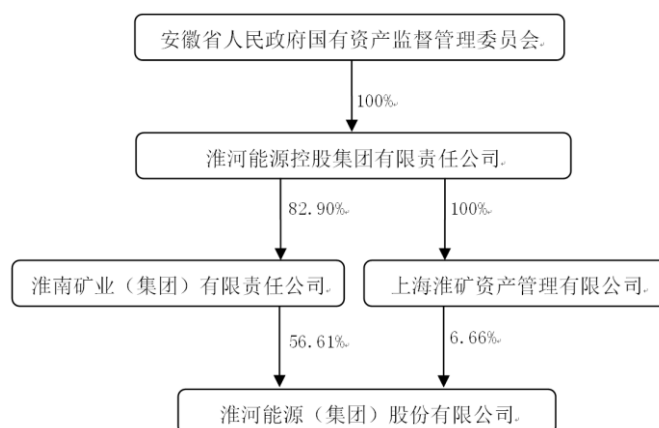 安徽省人民政府国有资产监督管理委员会
100%
淮河能源控股集团有限责任公司
82.90%
100%
淮南矿业（集团）有限责任公司
上海淮矿资产管理有限公司
56.61%
6.66%
淮河能源（集团）股份有限公司